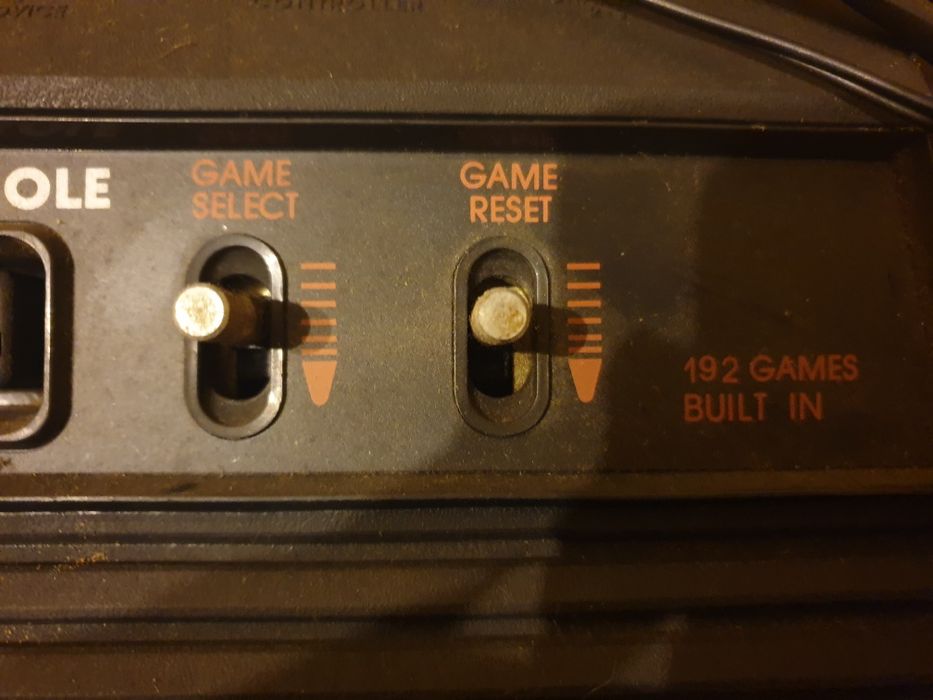 OLE
GAME
SELECT
GAME
RESET
192 GAMES
BUILT IN